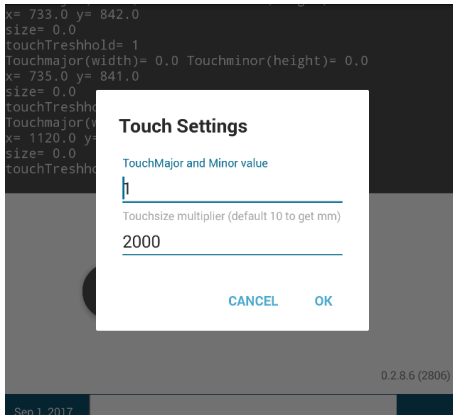 x= 733.0 y= 842.0
size= 0.0
touchTreshhold= 1
Touchmajor(width)= 0.0 Touchminor(height)= 0.0
x= 735.0 y= 841.0
size= 0.0
touchTreshho
Touchmajor(w
x= 1120.0 y=
size= 0.0
touchTreshho
Touch Settings
TouchMajor and Minor value
1
Touchsize multiplier (default 10 to get mm)
2000
CANCEL OK
0.2.8.6 (2806)
Sep 1, 2017